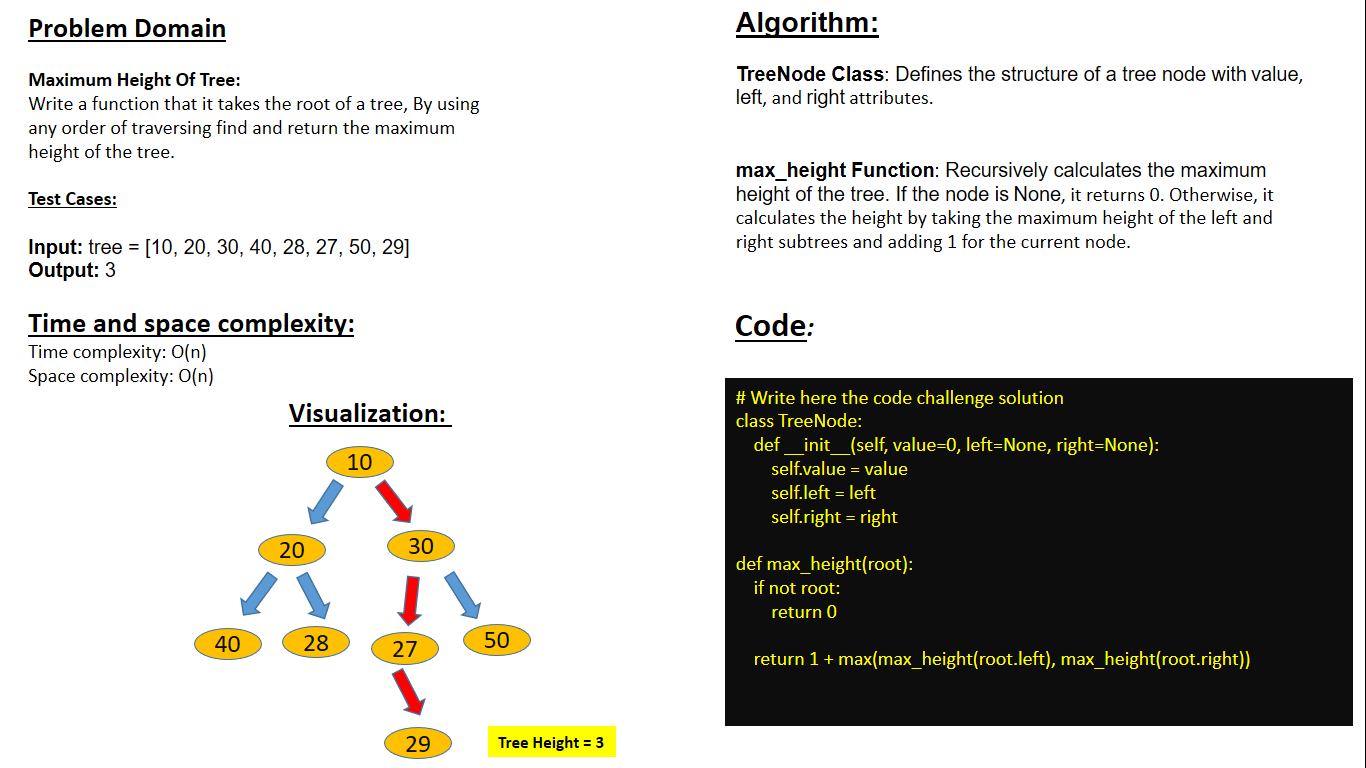 Problem Domain
Maximum Height Of Tree:
Write a function that it takes the root of a tree, By using
any order of traversing find and return the maximum
height of the tree.
Test Cases:
Input: tree = [10, 20, 30, 40, 28, 27, 50, 29]
Output: 3
Time and space complexity:
Time complexity: O(n)
Space complexity: O(n)
Visualization:
10
20
30
40
28
27
50
29
Tree Height = 3
Algorithm:
TreeNode Class: Defines the structure of a tree node with value,
left, and right attributes.
max_height Function: Recursively calculates the maximum
height of the tree. If the node is None, it returns 0. Otherwise, it
calculates the height by taking the maximum height of the left and
right subtrees and adding 1 for the current node.
Code:
# Write here the code challenge solution
class TreeNode:
    def __init__(self, value=0, left=None, right=None):
        self.value = value
        self.left = left
        self.right = right
def max_height(root):
    if not root:
        return 0
    return 1 + max(max_height(root.left), max_height(root.right))